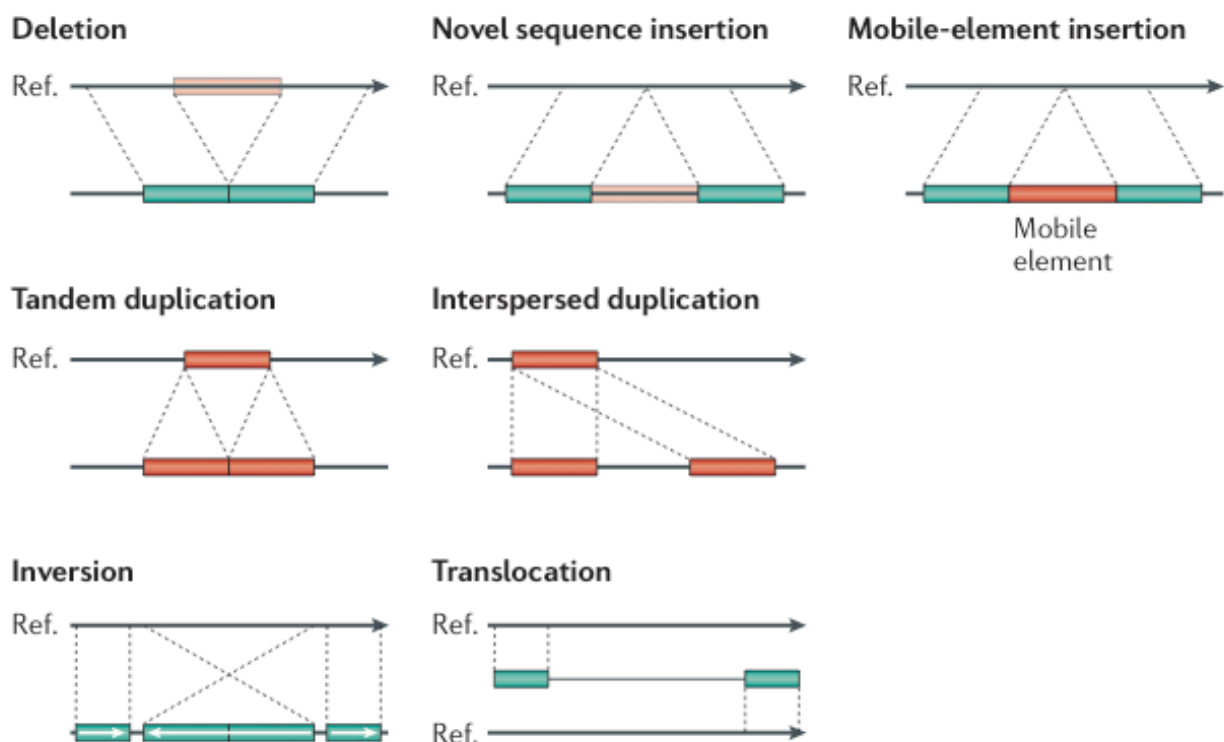 Deletion
Novel sequence insertion
Mobile-element insertion
Ref.
Ref.
Ref.
Mobile
element
Tandem duplication
Interspersed duplication
Ref.
Ref.
Inversion
Translocation
Ref.
Ref.
Ref.